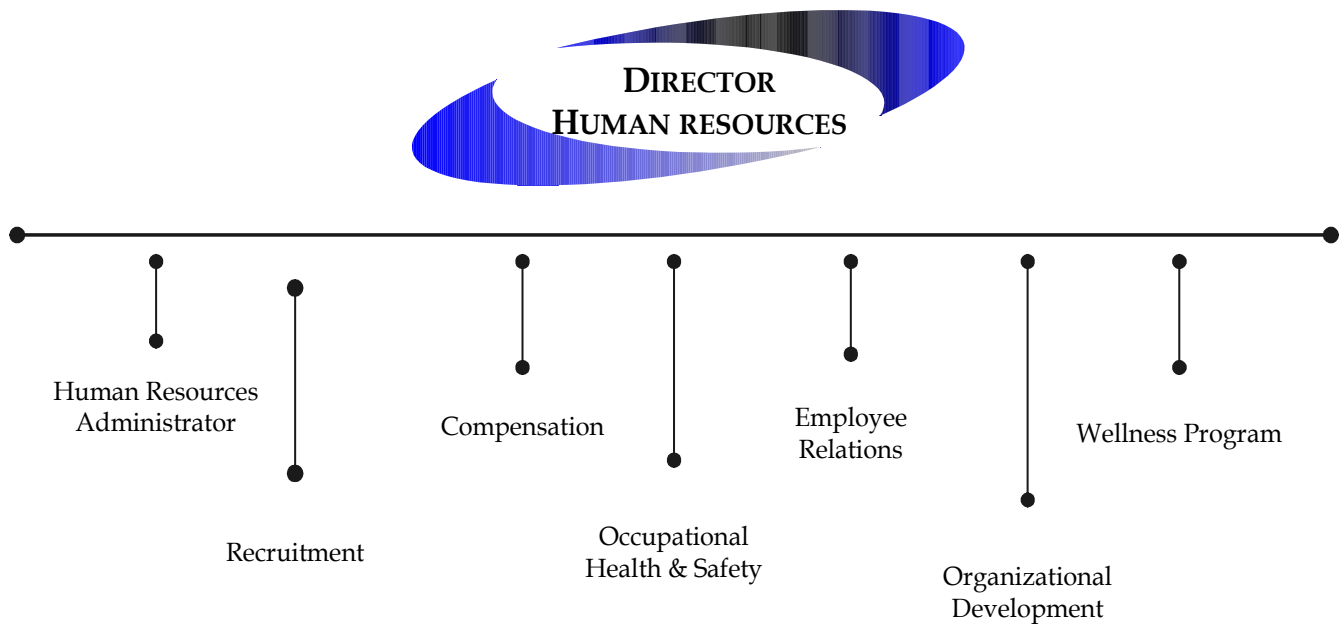 DIRECTOR
HUMAN RESOURCES
Human Resources
Administrator
Recruitment
Compensation
Occupational
Health & Safety
Employee
Relations
Organizational
Development
Wellness Program